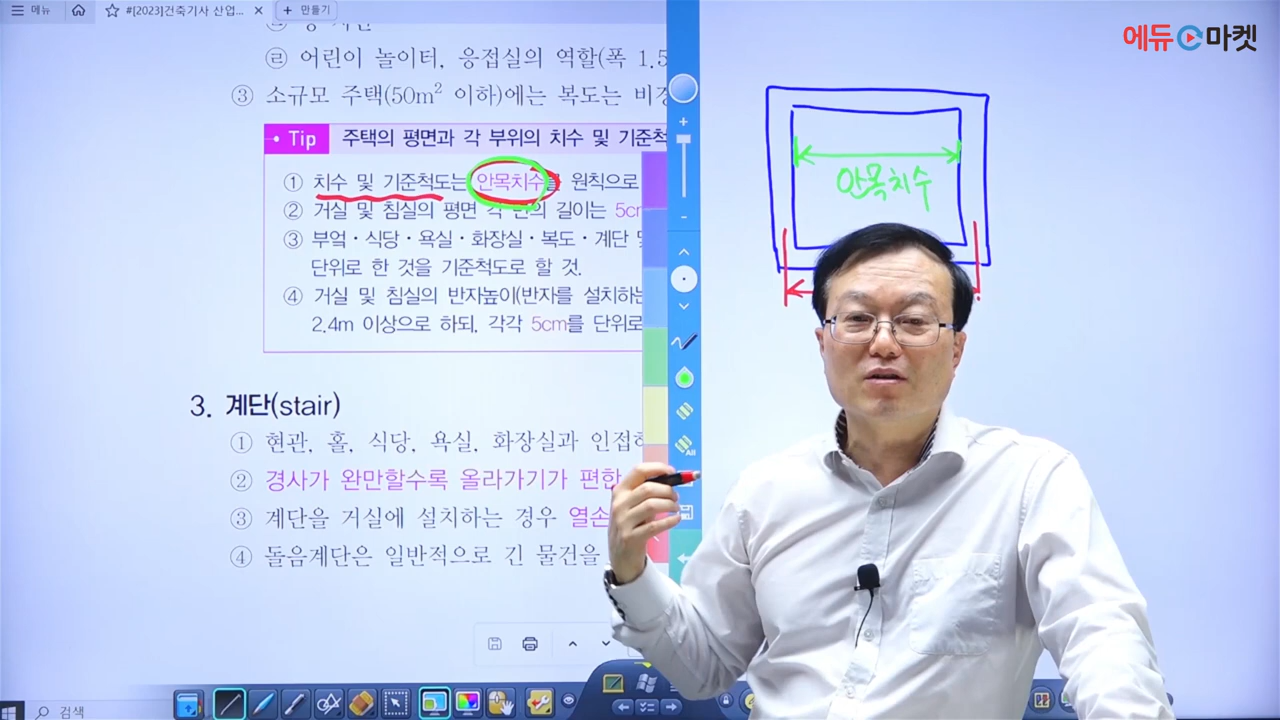 메뉴
#[2023]건축기사 산업...
만들기
에듀 마켓
㉣ 어린이 놀이터, 응접실의 역할(폭 1.5
③ 소규모 주택(50m² 이하)에는 복도는 비경
• Tip 주택의 평면과 각 부위의 치수 및 기준척
① 치수 및 기준척도는 안목치수를 원칙으로
② 거실 및 침실의 평면 각 변의 길이는 5cm
③ 부엌·식당·욕실·화장실·복도·계단 및
단위로 한 것을 기준척도로 할 것.
④ 거실 및 침실의 반자높이(반자를 설치하는
2.4m 이상으로 하되, 각각 5cm를 단위로
안목치수
3. 계단(stair)
① 현관, 홀, 식당, 욕실, 화장실과 인접하
② 경사가 완만할수록 올라가기가 편한
③ 계단을 거실에 설치하는 경우 열손
④ 돌음계단은 일반적으로 긴 물건을
All
검색